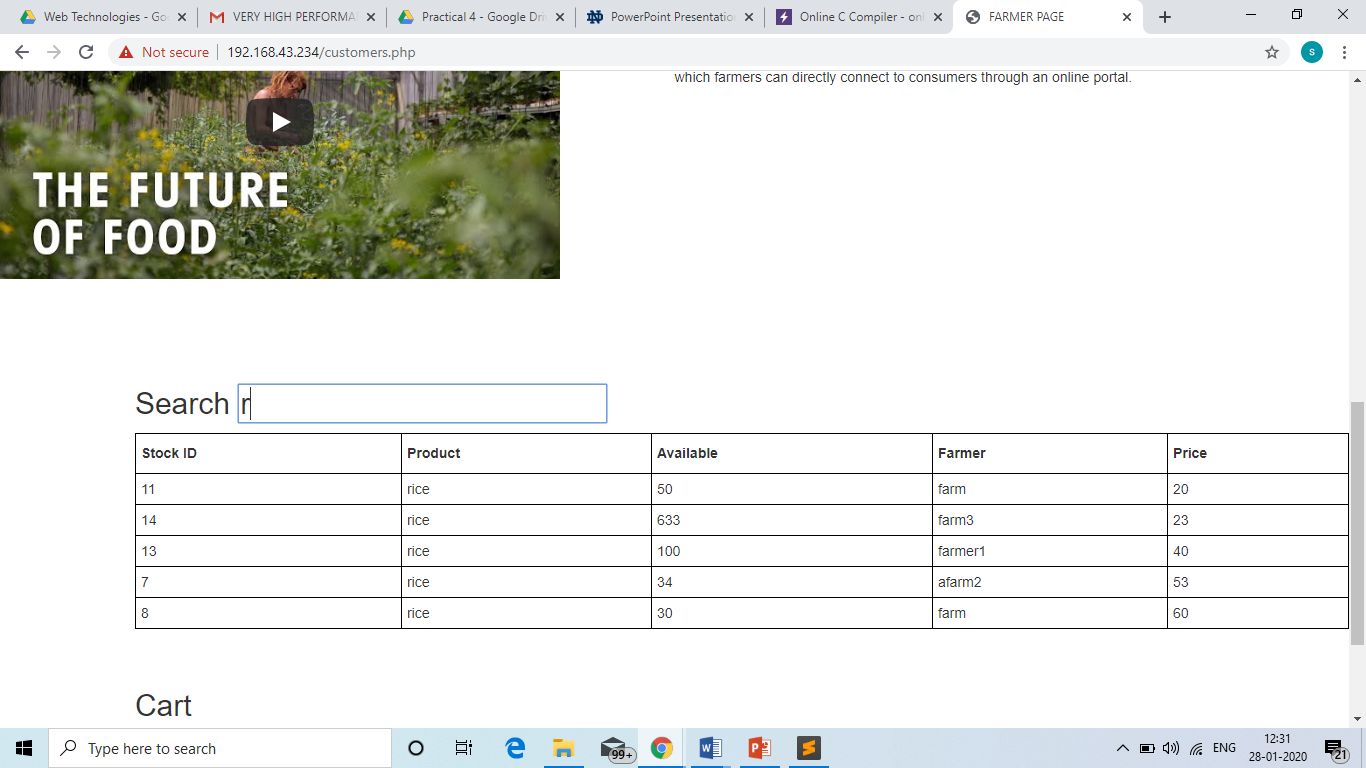 Web Technologies - Go
VERY HIGH PERFORMA
Practical 4 - Google Dri
PowerPoint Presentatio
Online C Compiler - onl
FARMER PAGE
Not secure
192.168.43.234/customers.php
s
which farmers can directly connect to consumers through an online portal.
THE FUTURE
OF FOOD
Search r
Stock ID Product Available Farmer Price
11 rice 50 farm 20
14 rice 633 farm3 23
13 rice 100 farmer1 40
7 rice 34 afarm2 53
8 rice 30 farm 60
Cart
Type here to search
99+
ENG
12:31
28-01-2020
21